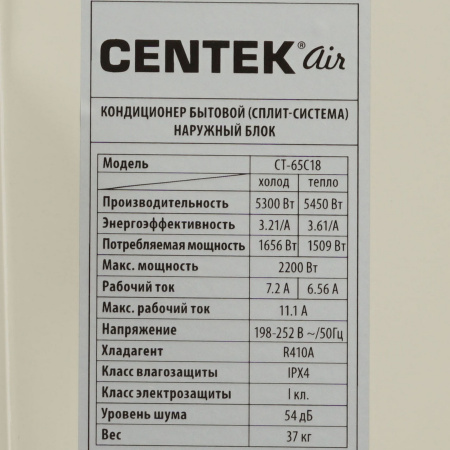 CENTEK® air
КОНДИЦИОНЕР БЫТОВОЙ (СПЛИТ-СИСТЕМА)
НАРУЖНЫЙ БЛОК
Модель CT-65C18
холод тепло
Производительность 5300 Вт 5450 Вт
Энергоэффективность 3.21/A 3.61/A
Потребляемая мощность 1656 Вт 1509 Вт
Макс. мощность 2200 Вт
Рабочий ток 7.2 А 6.56 А
Макс. рабочий ток 11.1 А
Напряжение 198-252 В ~/50Гц
Хладагент R410A
Класс влагозащиты IPX4
Класс электрозащиты I кл.
Уровень шума 54 дБ
Вес 37 кг